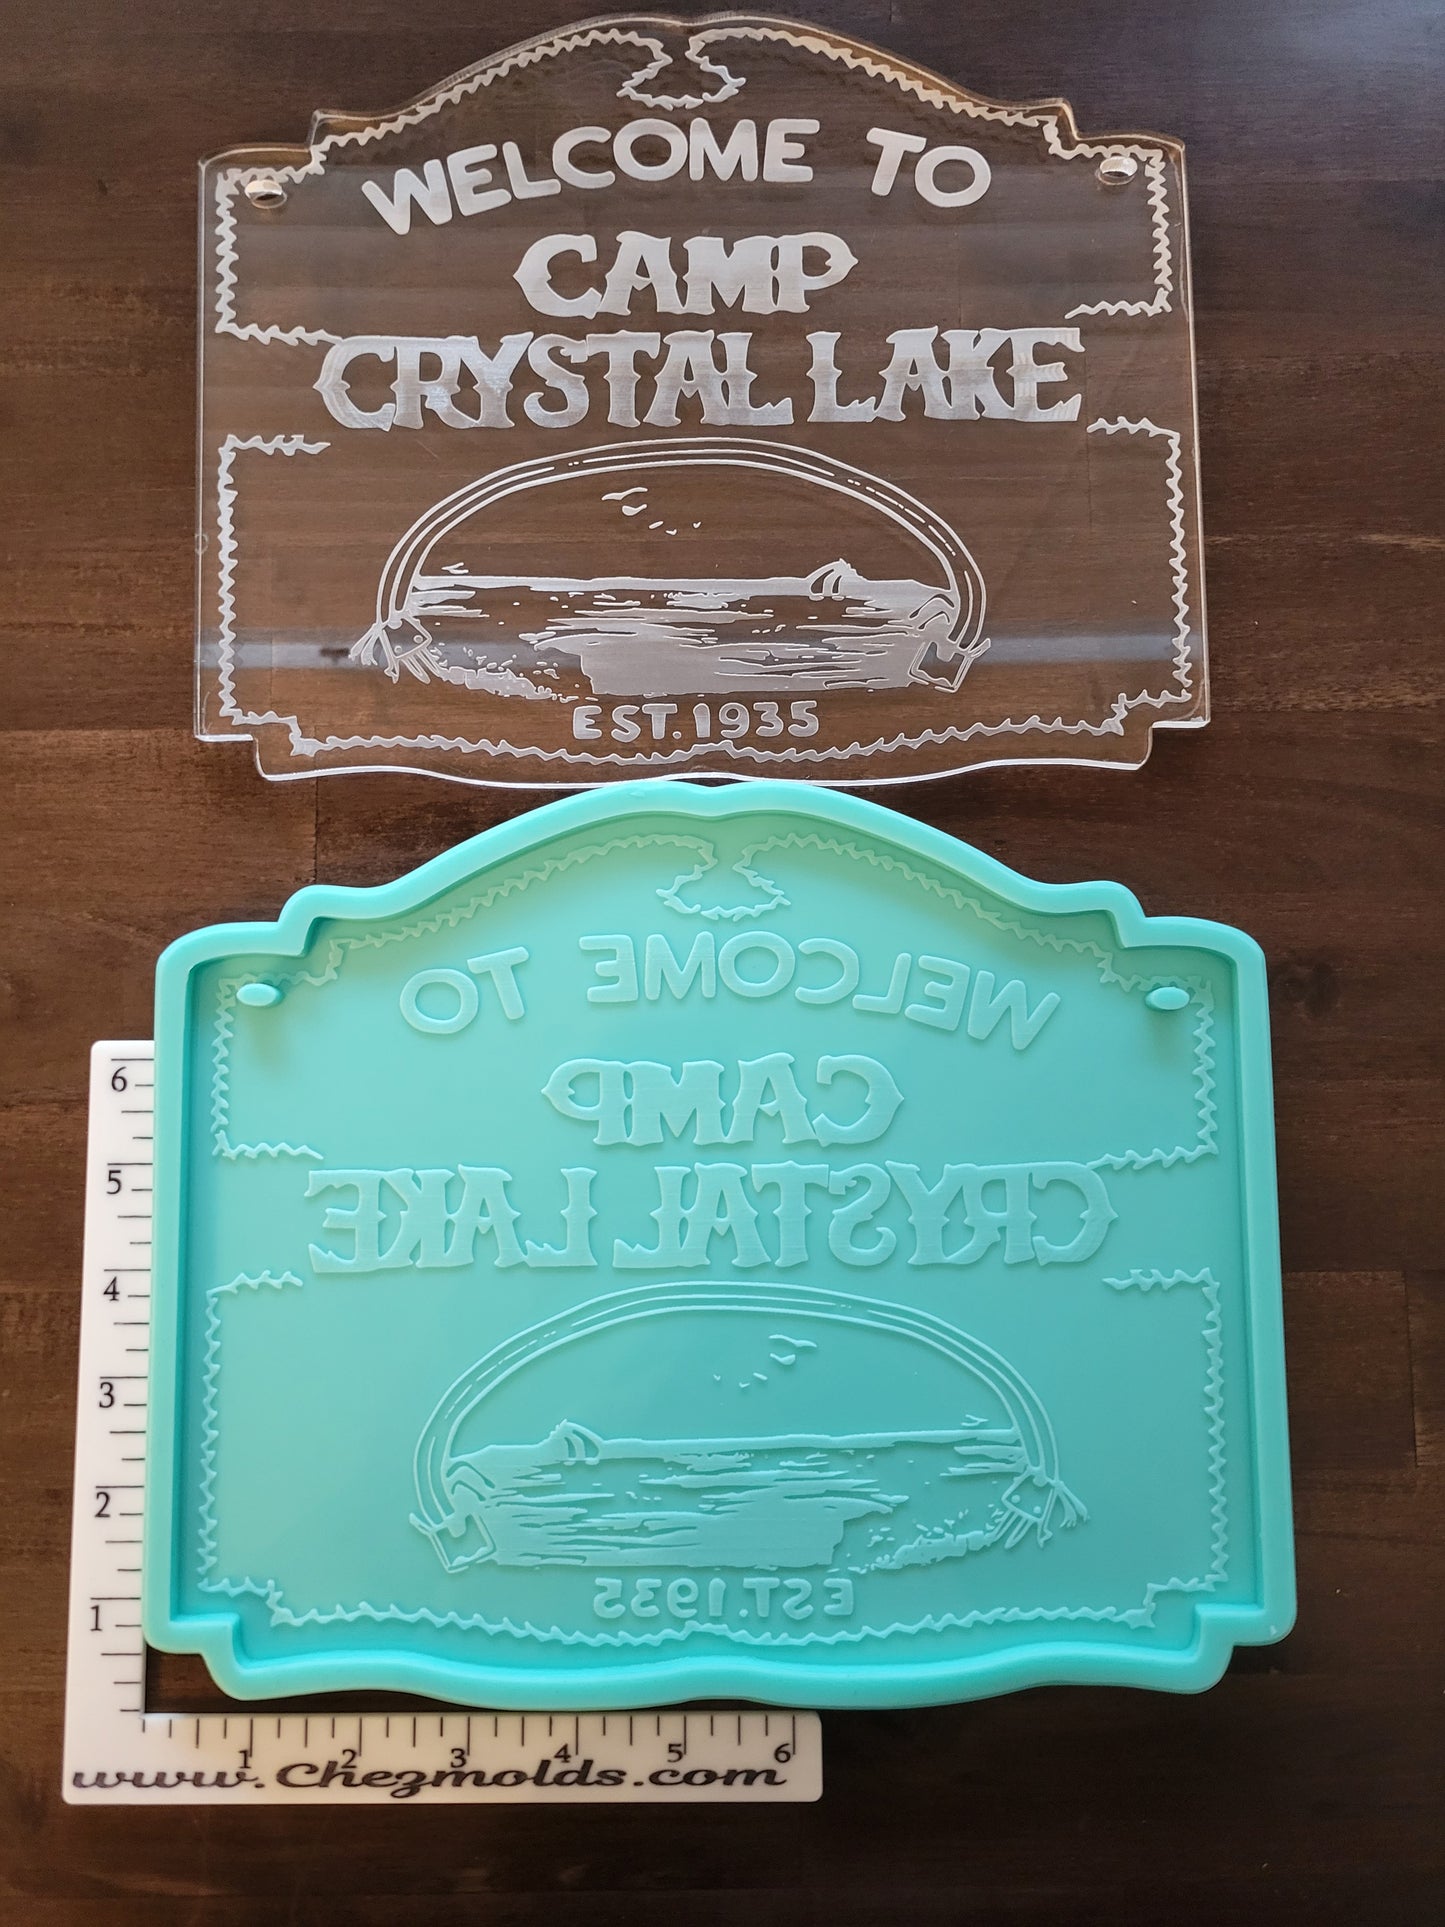 WELCOME TO
CAMP
CRYSTAL LAKE
EST. 1935
WELCOME TO
CAMP
CRYSTAL LAKE
EST. 1935
6
5
4
3
2
1
1 2 3 4 5 6
www.Chezmolds.com